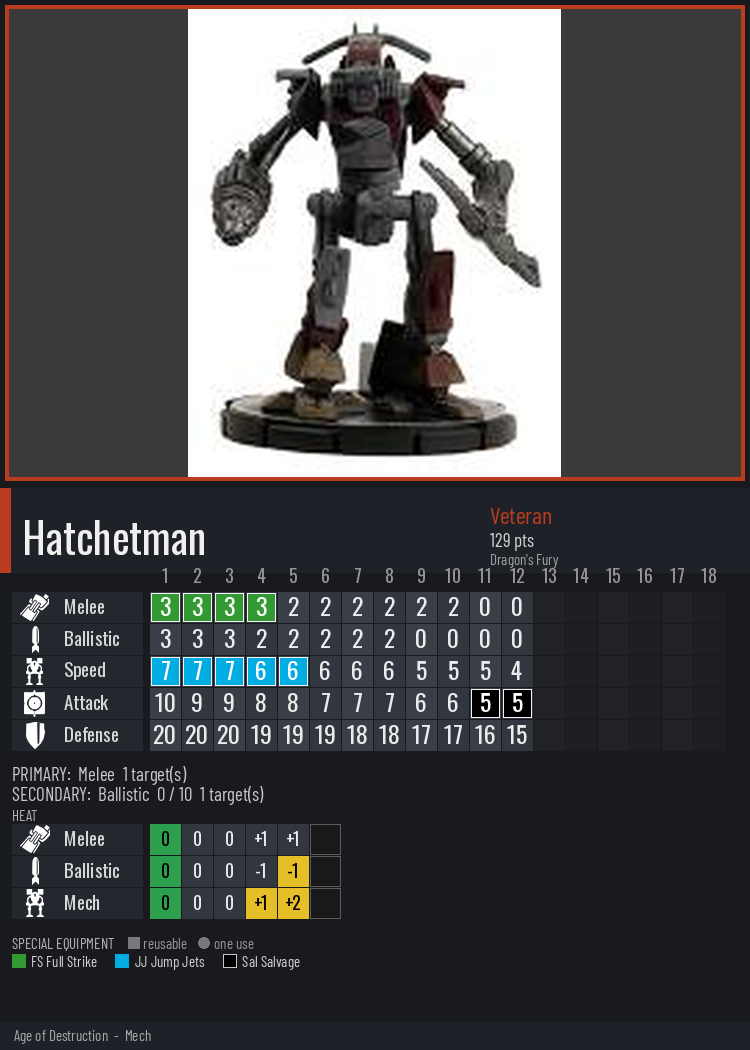 Hatchetman
Veteran
129 pts
Dragon's Fury
1 2 3 4 5 6 7 8 9 10 11 12 13 14 15 16 17 18
Melee 3 3 3 3 2 2 2 2 2 2 0 0
Ballistic 3 3 3 2 2 2 2 2 0 0 0 0
Speed 7 7 7 6 6 6 6 6 5 5 5 4
Attack 10 9 9 8 8 7 7 7 6 6 5 5
Defense 20 20 20 19 19 19 18 18 17 17 16 15
PRIMARY: Melee 1 target(s)
SECONDARY: Ballistic 0 / 10 1 target(s)
HEAT
Melee 0 0 0 +1 +1
Ballistic 0 0 0 -1 -1
Mech 0 0 0 +1 +2
SPECIAL EQUIPMENT reusable one use
FS Full Strike JJ Jump Jets Sal Salvage
Age of Destruction - Mech